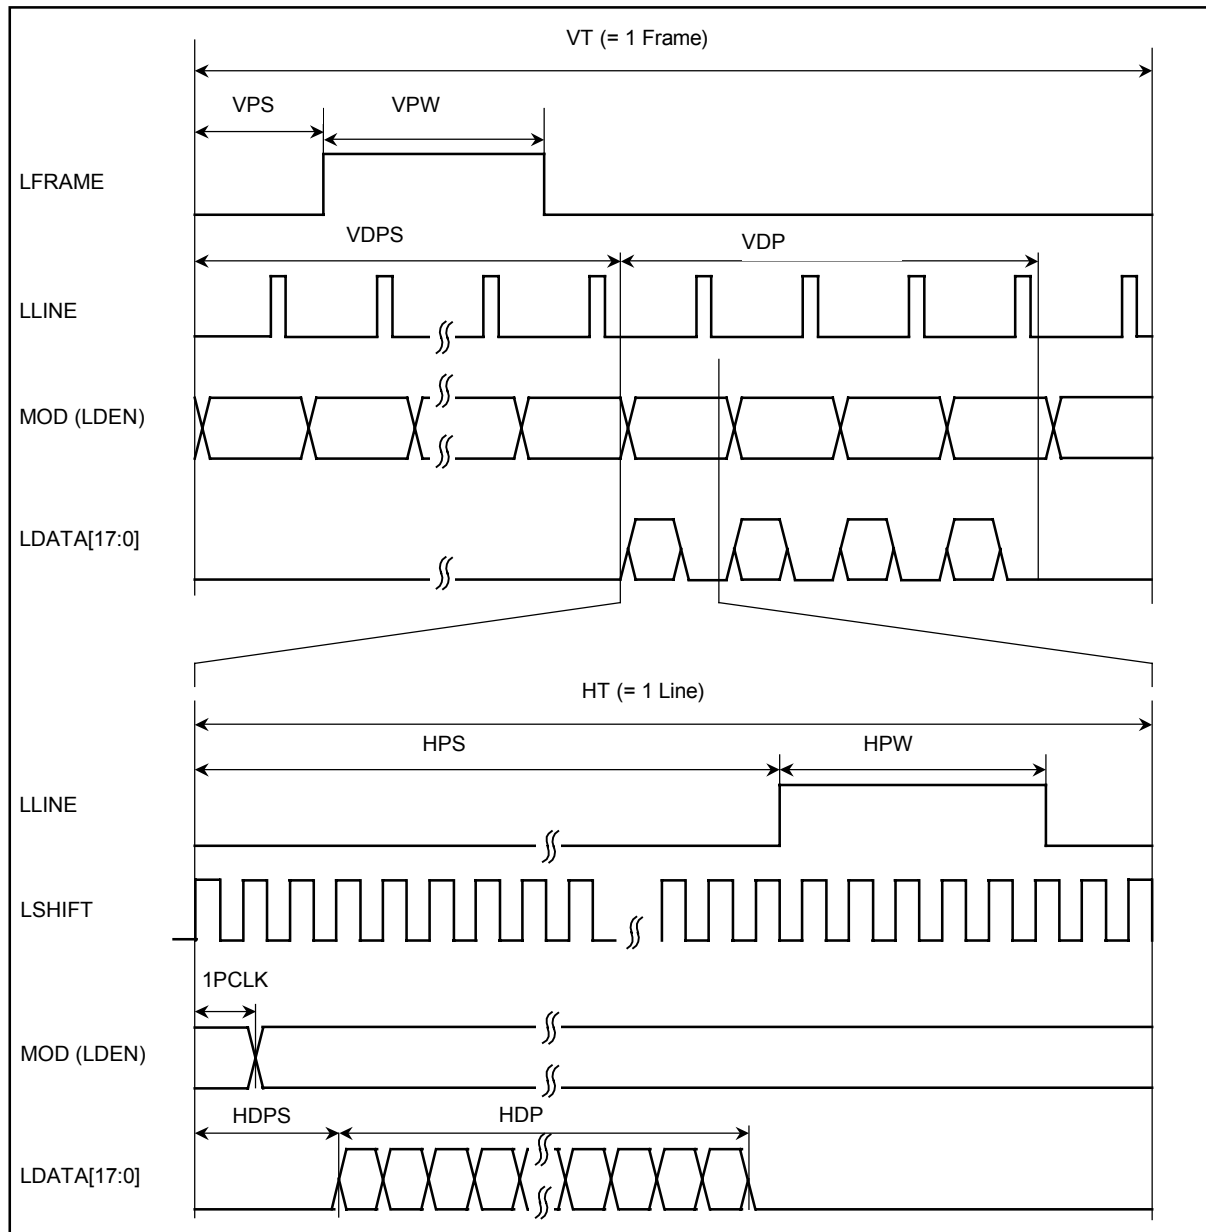 VT (= 1 Frame)
VPS
VPW
LFRAME
VDPS
VDP
LLINE
MOD (LDEN)
LDATA[17:0]
HT (= 1 Line)
HPS
HPW
LLINE
LSHIFT
1PCLK
MOD (LDEN)
HDPS
HDP
LDATA[17:0]